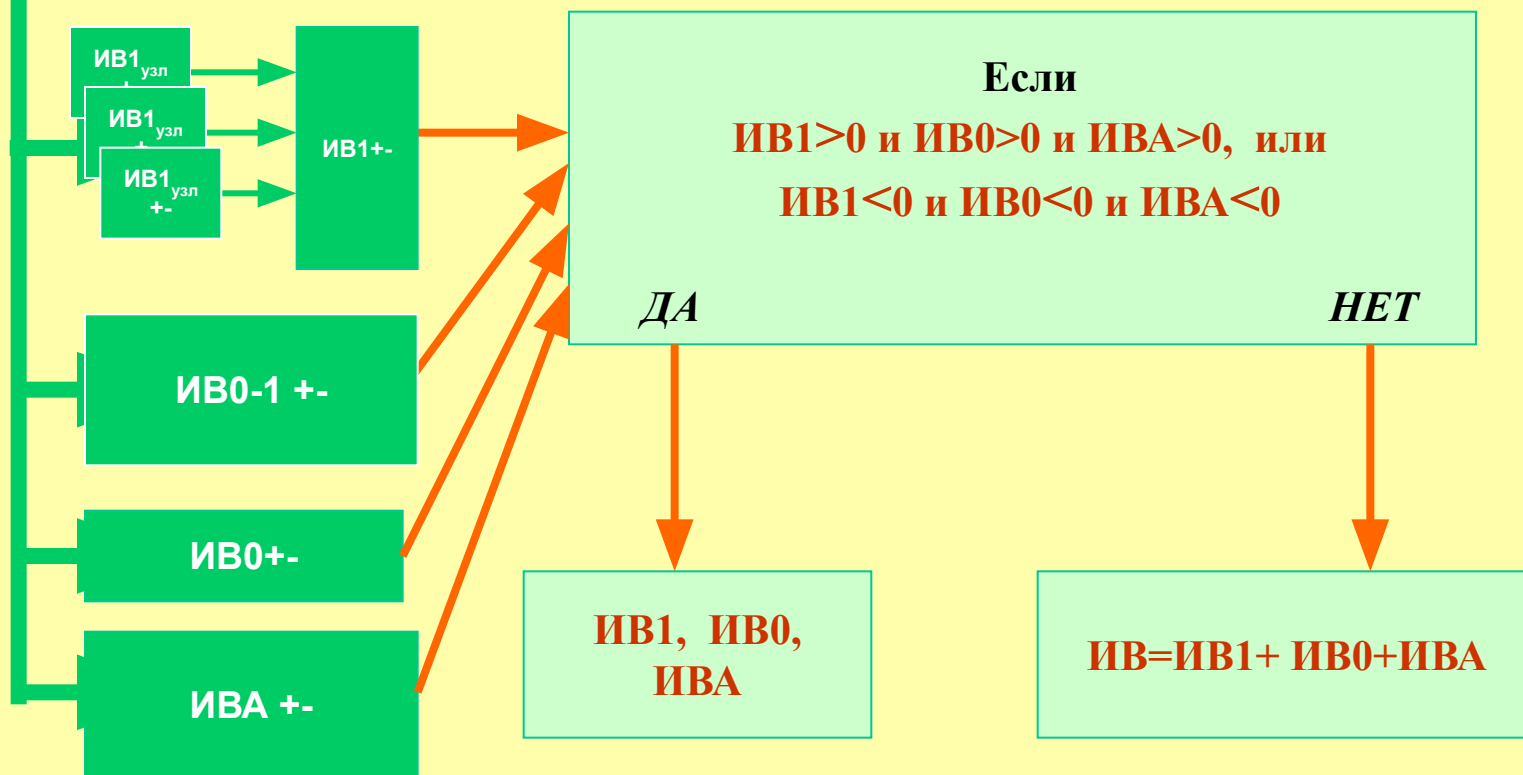 ИВ1узл
ИВ1узл
ИВ1узл
+-
ИВ1+-
ИВ0-1 +-
ИВ0+-
ИВА +-
Если
ИВ1>0 и ИВ0>0 и ИВА>0, или
ИВ1<0 и ИВ0<0 и ИВА<0
ДА
НЕТ
ИВ1, ИВ0,
ИВА
ИВ=ИВ1+ ИВ0+ИВА